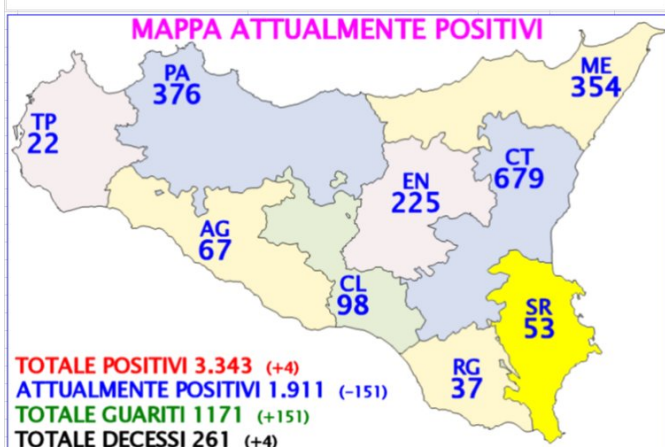 MAPPA ATTUALMENTE POSITIVI
PA
376
ME
354
TP
22
CT
679
EN
225
AG
67
CL
98
SR
53
RG
37
TOTALE POSITIVI 3.343 (+4)
ATTUALMENTE POSITIVI 1.911 (-151)
TOTALE GUARITI 1171 (+151)
TOTALE DECESSI 261 (+4)